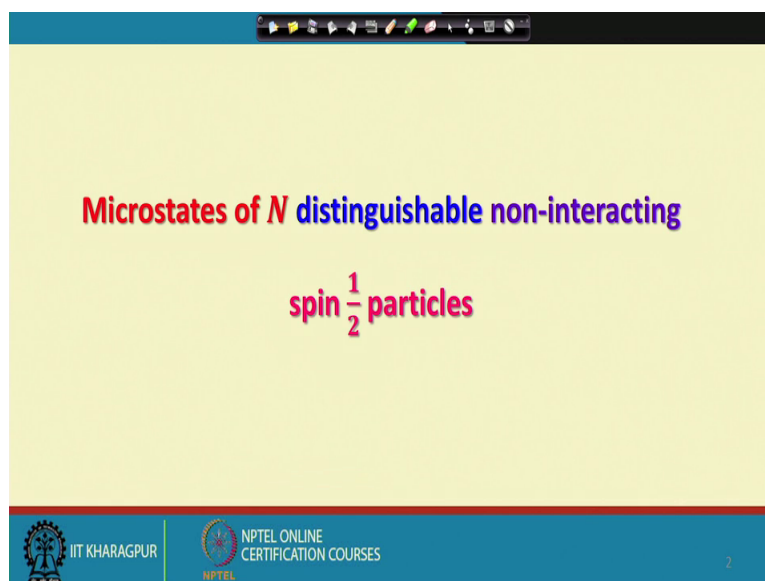 Microstates of N distinguishable non-interacting
spin 1/2 particles
IIT KHARAGPUR
NPTEL
NPTEL ONLINE
CERTIFICATION COURSES
2